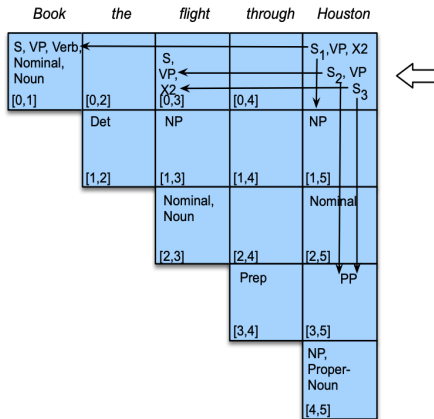 Book the flight through Houston
S, VP, Verb, Nominal, Noun
[0,1]
[0,2]
S, VP, X2
[0,3]
[0,4]
S1, VP, X2
S2, VP
S3
Det
[1,2]
NP
[1,3]
[1,4]
NP
[1,5]
Nominal, Noun
[2,3]
[2,4]
Nominal
[2,5]
Prep
[3,4]
PP
[3,5]
NP, Proper-Noun
[4,5]